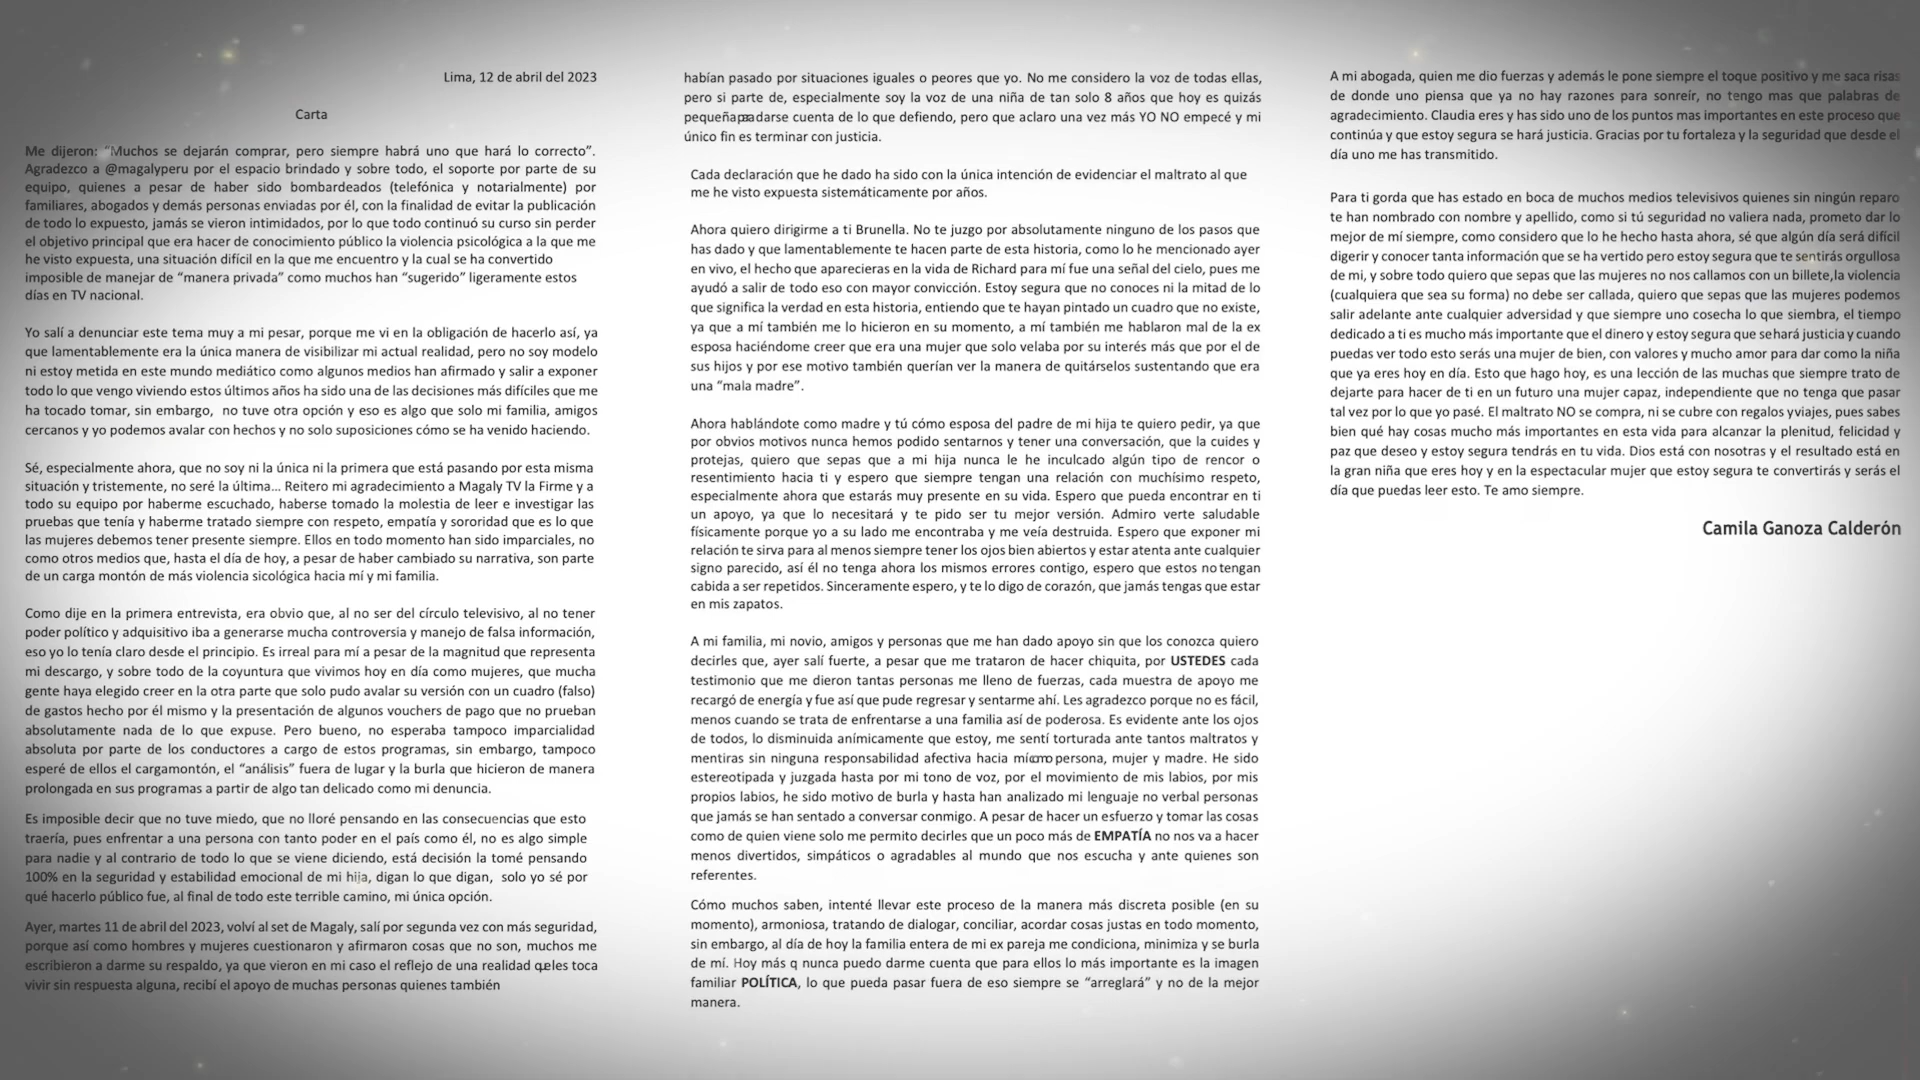 Lima, 12 de abril del 2023
Carta
Me dijeron: “Muchos se dejarán comprar, pero siempre habrá uno que hará lo correcto”.
Agradezco a @magalyperu por el espacio brindado y sobre todo, el soporte por parte de su
equipo, quienes a pesar de haber sido bombardeados (telefónica y notarialmente) por
familiares, abogados y demás personas enviadas por él, con la finalidad de evitar la publicación
de todo lo expuesto, jamás se vieron intimidados, por lo que todo continuó su curso sin perder
el objetivo principal que era hacer de conocimiento público la violencia psicológica a la que me
he visto expuesta, una situación difícil en la que me encuentro y la cual se ha convertido
imposible de manejar de “manera privada” como muchos han “sugerido” ligeramente estos
días en TV nacional.
Yo salí a denunciar este tema muy a mi pesar, porque me vi en la obligación de hacerlo así, ya
que lamentablemente era la única manera de visibilizar mi actual realidad, pero no soy modelo
ni estoy metida en este mundo mediático como algunos medios han afirmado y salir a exponer
todo lo que vengo viviendo estos últimos años ha sido una de las decisiones más difíciles que me
ha tocado tomar, sin embargo, no tuve otra opción y eso es algo que solo mi familia, amigos
cercanos y yo podemos avalar con hechos y no solo suposiciones cómo se ha venido haciendo.
Sé, especialmente ahora, que no soy ni la única ni la primera que está pasando por esta misma
situación y tristemente, no seré la última... Reitero mi agradecimiento a Magaly TV la Firme y a
todo su equipo por haberme escuchado, haberse tomado la molestia de leer e investigar las
pruebas que tenía y haberme tratado siempre con respeto, empatía y sororidad que es lo que
las mujeres debemos tener presente siempre. Ellos en todo momento han sido imparciales, no
como otros medios que, hasta el día de hoy, a pesar de haber cambiado su narrativa, son parte
de un carga montón de más violencia sicológica hacia mí y mi familia.
Como dije en la primera entrevista, era obvio que, al no ser del círculo televisivo, al no tener
poder político y adquisitivo iba a generarse mucha controversia y manejo de falsa información,
eso yo lo tenía claro desde el principio. Es irreal para mí a pesar de la magnitud que representa
mi descargo, y sobre todo de la coyuntura que vivimos hoy en día como mujeres, que mucha
gente haya elegido creer en la otra parte que solo pudo avalar su versión con un cuadro (falso)
de gastos hecho por él mismo y la presentación de algunos vouchers de pago que no prueban
absolutamente nada de lo que expuse. Pero bueno, no esperaba tampoco imparcialidad
absoluta por parte de los conductores a cargo de estos programas, sin embargo, tampoco
esperé de ellos el cargamontón, el “análisis” fuera de lugar y la burla que hicieron de manera
prolongada en sus programas a partir de algo tan delicado como mi denuncia.
Es imposible decir que no tuve miedo, que no lloré pensando en las consecuencias que esto
traería, pues enfrentar a una persona con tanto poder en el país como él, no es algo simple
para nadie y al contrario de todo lo que se viene diciendo, está decisión la tomé pensando
100% en la seguridad y estabilidad emocional de mi hija, digan lo que digan, solo yo sé por
qué hacerlo público fue, al final de todo este terrible camino, mi única opción.
Ayer, martes 11 de abril del 2023, volví al set de Magaly, salí por segunda vez con más seguridad,
porque así como hombres y mujeres cuestionaron y afirmaron cosas que no son, muchos me
escribieron a darme su respaldo, ya que vieron en mi caso el reflejo de una realidad qeles toca
vivir sin respuesta alguna, recibí el apoyo de muchas personas quienes también
habían pasado por situaciones iguales o peores que yo. No me considero la voz de todas ellas,
pero si parte de, especialmente soy la voz de una niña de tan solo 8 años que hoy es quizás
pequeña para darse cuenta de lo que defiendo, pero que aclaro una vez más YO NO empecé y mi
único fin es terminar con justicia.
Cada declaración que he dado ha sido con la única intención de evidenciar el maltrato al que
me he visto expuesta sistemáticamente por años.
Ahora quiero dirigirme a ti Brunella. No te juzgo por absolutamente ninguno de los pasos que
has dado y que lamentablemente te hacen parte de esta historia, como lo he mencionado ayer
en vivo, el hecho que aparecieras en la vida de Richard para mí fue una señal del cielo, pues me
ayudó a salir de todo eso con mayor convicción. Estoy segura que no conoces ni la mitad de lo
que significa la verdad en esta historia, entiendo que te hayan pintado un cuadro que no existe,
ya que a mí también me lo hicieron en su momento, a mí también me hablaron mal de la ex
esposa haciéndome creer que era una mujer que solo velaba por su interés más que por el de
sus hijos y por ese motivo también querían ver la manera de quitárselos sustentando que era
una “mala madre”.
Ahora hablándote como madre y tú cómo esposa del padre de mi hija te quiero pedir, ya que
por obvios motivos nunca hemos podido sentarnos y tener una conversación, que la cuides y
protejas, quiero que sepas que a mi hija nunca le he inculcado algún tipo de rencor o
resentimiento hacia ti y espero que siempre tengan una relación con muchísimo respeto,
especialmente ahora que estarás muy presente en su vida. Espero que pueda encontrar en ti
un apoyo, ya que lo necesitará y te pido ser tu mejor versión. Admiro verte saludable
físicamente porque yo a su lado me encontraba y me veía destruida. Espero que exponer mi
relación te sirva para al menos siempre tener los ojos bien abiertos y estar atenta ante cualquier
signo parecido, así él no tenga ahora los mismos errores contigo, espero que estos no tengan
cabida a ser repetidos. Sinceramente espero, y te lo digo de corazón, que jamás tengas que estar
en mis zapatos.
A mi familia, mi novio, amigos y personas que me han dado apoyo sin que los conozca quiero
decirles que, ayer salí fuerte, a pesar que me trataron de hacer chiquita, por USTEDES cada
testimonio que me dieron tantas personas me lleno de fuerzas, cada muestra de apoyo me
recargó de energía y fue así que pude regresar y sentarme ahí. Les agradezco porque no es fácil,
menos cuando se trata de enfrentarse a una familia así de poderosa. Es evidente ante los ojos
de todos, lo disminuida anímicamente que estoy, me sentí torturada ante tantos maltratos y
mentiras sin ninguna responsabilidad afectiva hacia mí como persona, mujer y madre. He sido
estereotipada y juzgada hasta por mi tono de voz, por el movimiento de mis labios, por mis
propios labios, he sido motivo de burla y hasta han analizado mi lenguaje no verbal personas
que jamás se han sentado a conversar conmigo. A pesar de hacer un esfuerzo y tomar las cosas
como de quien viene solo me permito decirles que un poco más de EMPATÍA no nos va a hacer
menos divertidos, simpáticos o agradables al mundo que nos escucha y ante quienes son
referentes.
Cómo muchos saben, intenté llevar este proceso de la manera más discreta posible (en su
momento), armoniosa, tratando de dialogar, conciliar, acordar cosas justas en todo momento,
sin embargo, al día de hoy la familia entera de mi ex pareja me condiciona, minimiza y se burla
de mí. Hoy más q nunca puedo darme cuenta que para ellos lo más importante es la imagen
familiar POLÍTICA, lo que pueda pasar fuera de eso siempre se “arreglará” y no de la mejor
manera.
A mi abogada, quien me dio fuerzas y además le pone siempre el toque positivo y me saca risas
de donde uno piensa que ya no hay razones para sonreír, no tengo mas que palabras de
agradecimiento. Claudia eres y has sido uno de los puntos mas importantes en este proceso que
continúa y que estoy segura se hará justicia. Gracias por tu fortaleza y la seguridad que desde el
día uno me has transmitido.
Para ti gorda que has estado en boca de muchos medios televisivos quienes sin ningún reparo
te han nombrado con nombre y apellido, como si tú seguridad no valiera nada, prometo dar lo
mejor de mí siempre, como considero que lo he hecho hasta ahora, sé que algún día será difícil
digerir y conocer tanta información que se ha vertido pero estoy segura que te sentirás orgullosa
de mi, y sobre todo quiero que sepas que las mujeres no nos callamos con un billete,la violencia
(cualquiera que sea su forma) no debe ser callada, quiero que sepas que las mujeres podemos
salir adelante ante cualquier adversidad y que siempre uno cosecha lo que siembra, el tiempo
dedicado a ti es mucho más importante que el dinero y estoy segura que sehará justicia y cuando
puedas ver todo esto serás una mujer de bien, con valores y mucho amor para dar como la niña
que ya eres hoy en día. Esto que hago hoy, es una lección de las muchas que siempre trato de
dejarte para hacer de ti en un futuro una mujer capaz, independiente que no tenga que pasar
tal vez por lo que yo pasé. El maltrato NO se compra, ni se cubre con regalos yviajes, pues sabes
bien qué hay cosas mucho más importantes en esta vida para alcanzar la plenitud, felicidad y
paz que deseo y estoy segura tendrás en tu vida. Dios está con nosotras y el resultado está en
la gran niña que eres hoy y en la espectacular mujer que estoy segura te convertirás y serás el
día que puedas leer esto. Te amo siempre.
Camila Ganoza Calderón